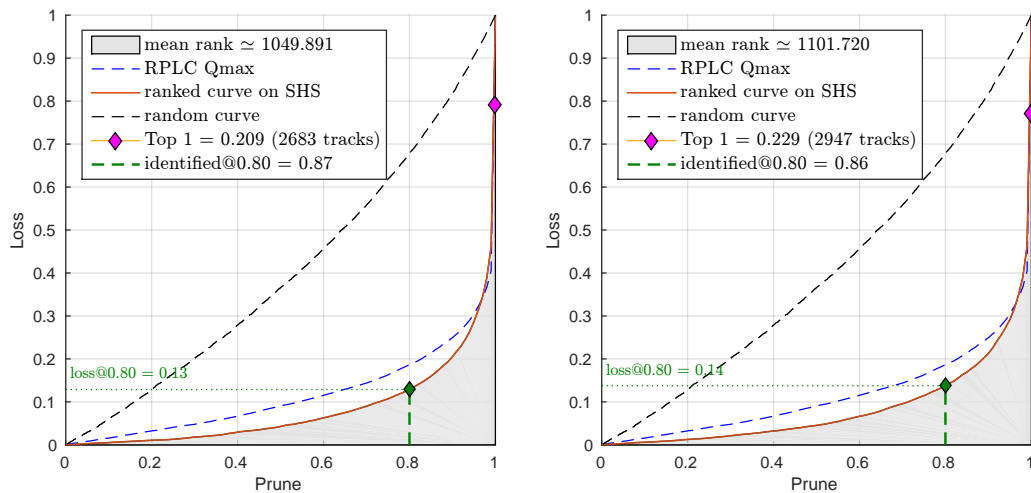 1
0.9
0.8
0.7
0.6
0.5
0.4
0.3
0.2
0.1
0
Loss
mean rank ≃ 1049.891
RPLC Qmax
ranked curve on SHS
random curve
Top 1 = 0.209 (2683 tracks)
identified@0.80 = 0.87
loss@0.80 = 0.13
0 0.2 0.4 0.6 0.8 1
Prune
1
0.9
0.8
0.7
0.6
0.5
0.4
0.3
0.2
0.1
0
Loss
mean rank ≃ 1101.720
RPLC Qmax
ranked curve on SHS
random curve
Top 1 = 0.229 (2947 tracks)
identified@0.80 = 0.86
loss@0.80 = 0.14
0 0.2 0.4 0.6 0.8 1
Prune